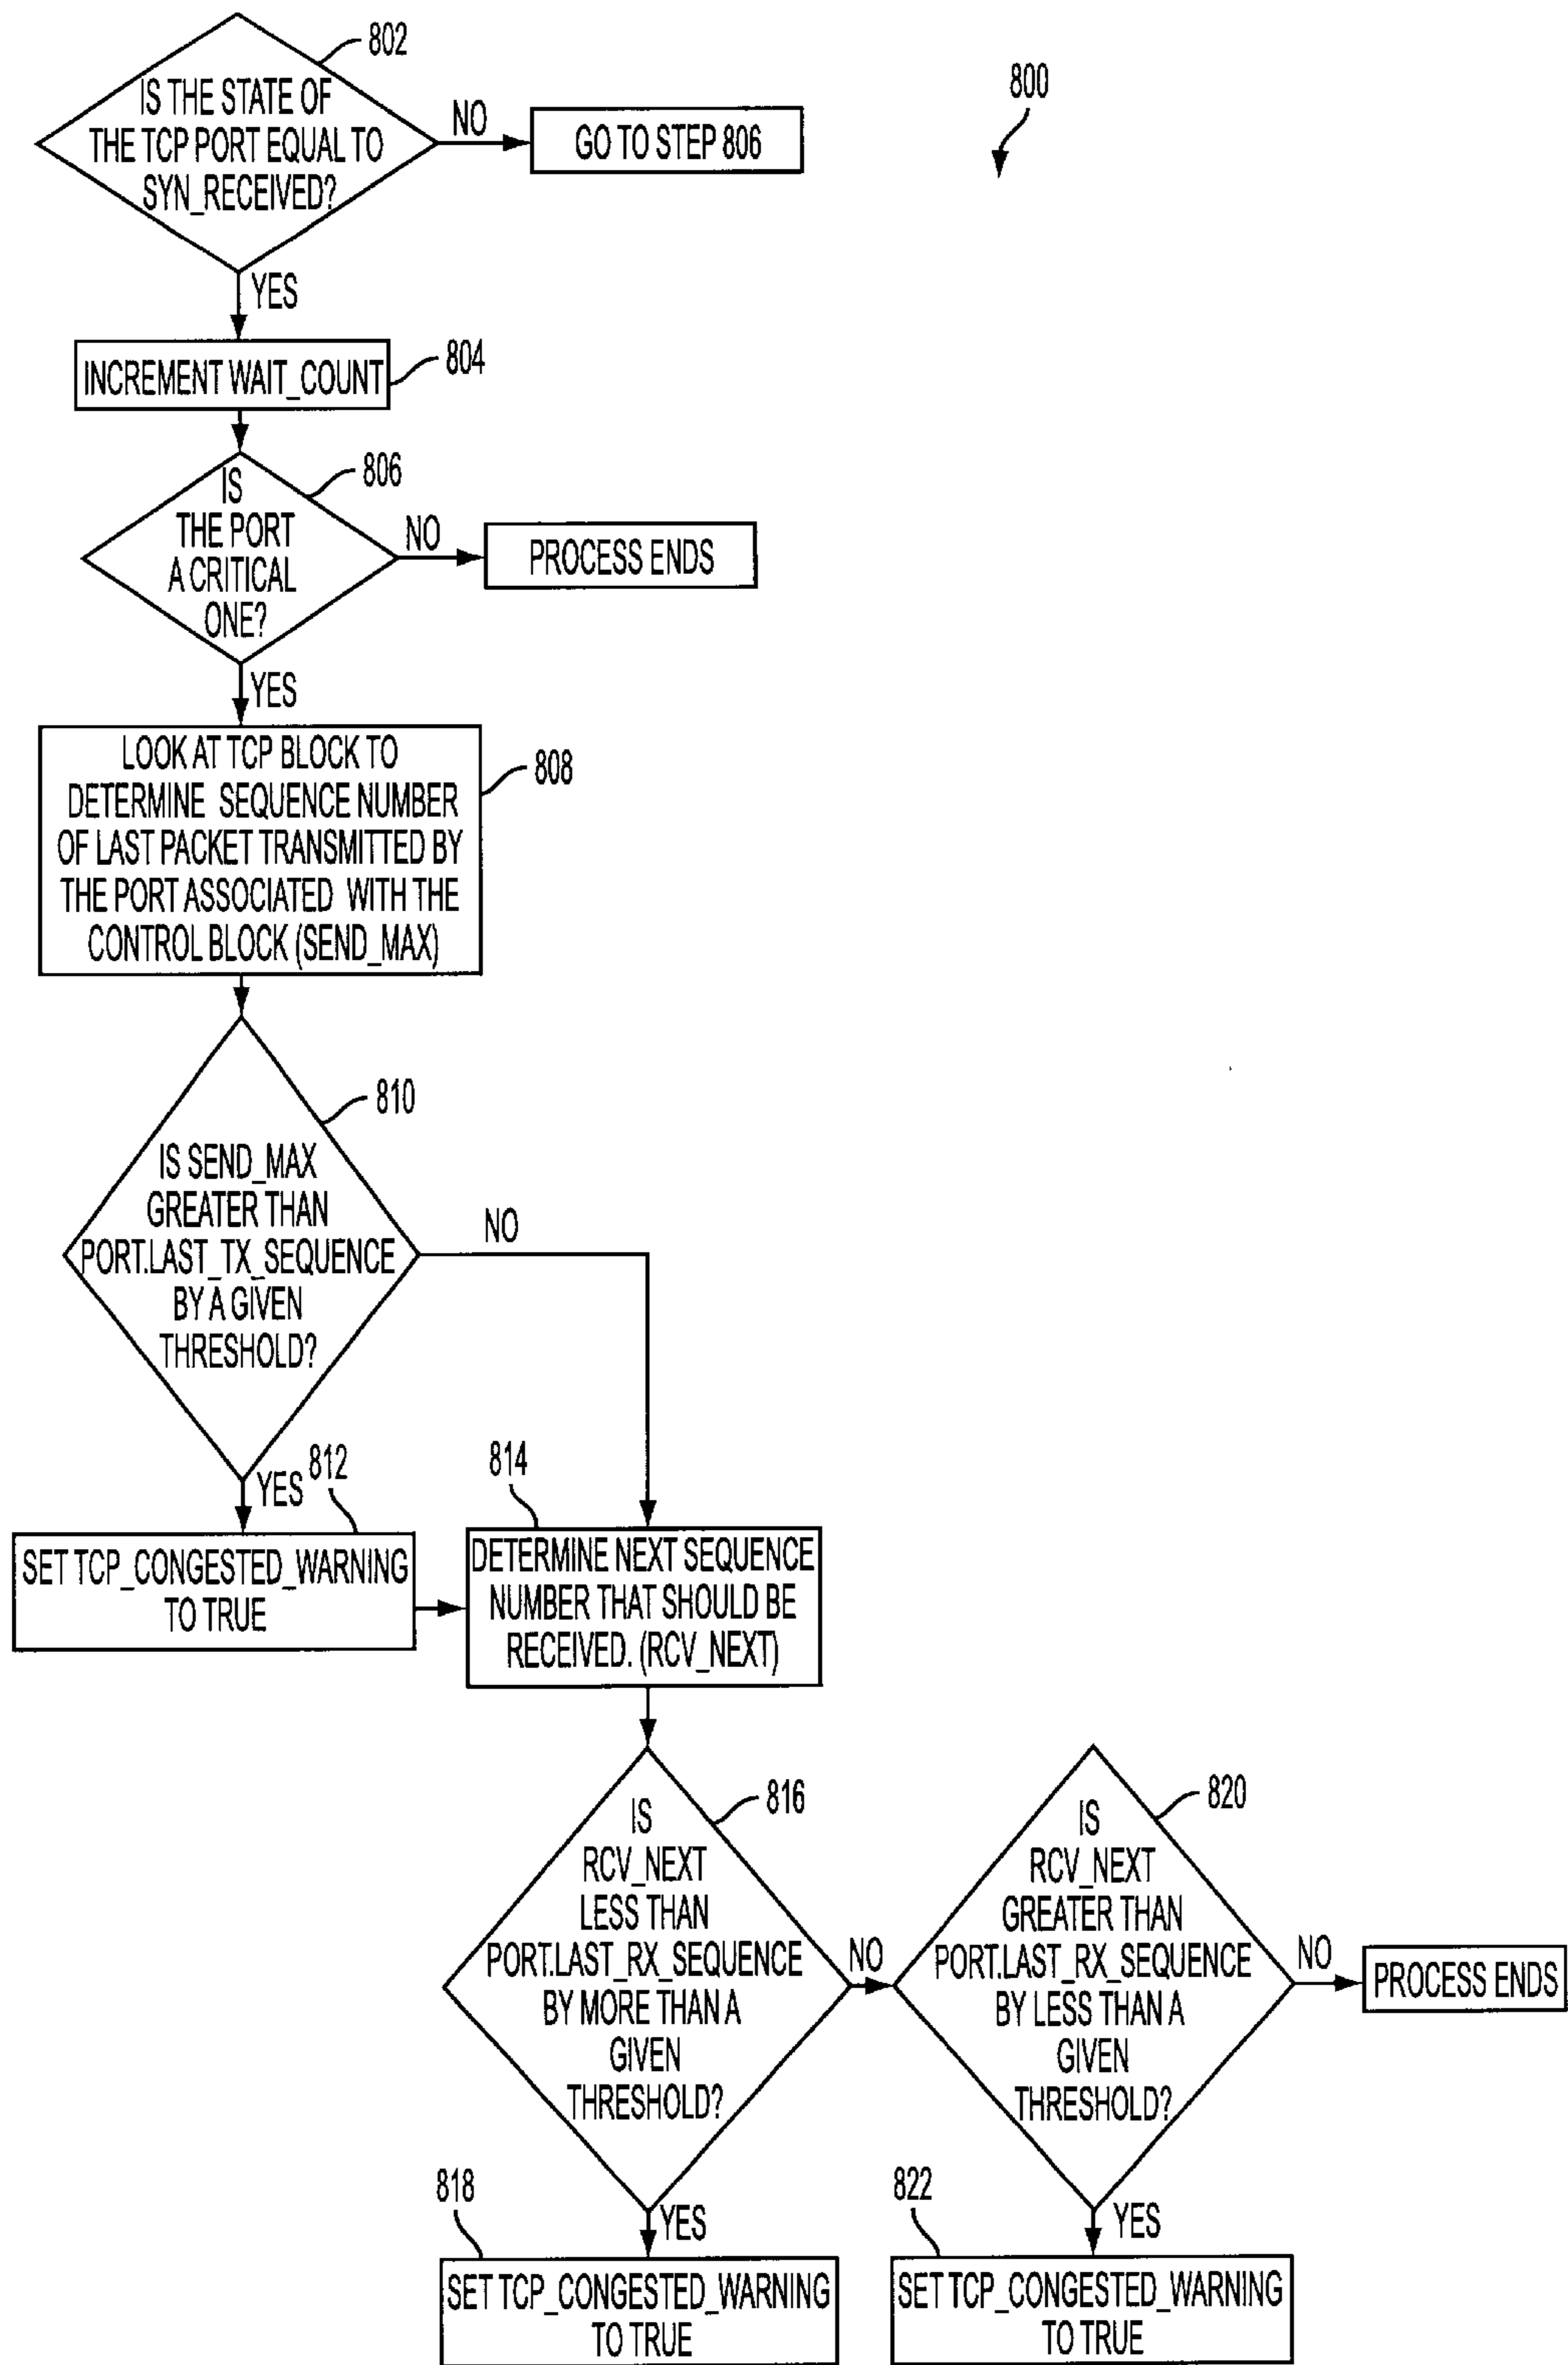 802
IS THE STATE OF
THE TCP PORT EQUAL TO
SYN_RECEIVED?
NO
GO TO STEP 806
800
YES
INCREMENT WAIT_COUNT
804
IS
THE PORT
A CRITICAL
ONE?
806
NO
PROCESS ENDS
YES
LOOK AT TCP BLOCK TO
DETERMINE SEQUENCE NUMBER
OF LAST PACKET TRANSMITTED BY
THE PORT ASSOCIATED WITH THE
CONTROL BLOCK (SEND_MAX)
808
810
IS SEND_MAX
GREATER THAN
PORT.LAST_TX_SEQUENCE
BY A GIVEN
THRESHOLD?
NO
YES
812
SET TCP_CONGESTED_WARNING
TO TRUE
814
DETERMINE NEXT SEQUENCE
NUMBER THAT SHOULD BE
RECEIVED. (RCV_NEXT)
816
IS
RCV_NEXT
LESS THAN
PORT.LAST_RX_SEQUENCE
BY MORE THAN A
GIVEN
THRESHOLD?
NO
820
IS
RCV_NEXT
GREATER THAN
PORT.LAST_RX_SEQUENCE
BY LESS THAN A
GIVEN
THRESHOLD?
NO
PROCESS ENDS
818
YES
SET TCP_CONGESTED_WARNING
TO TRUE
822
YES
SET TCP_CONGESTED_WARNING
TO TRUE